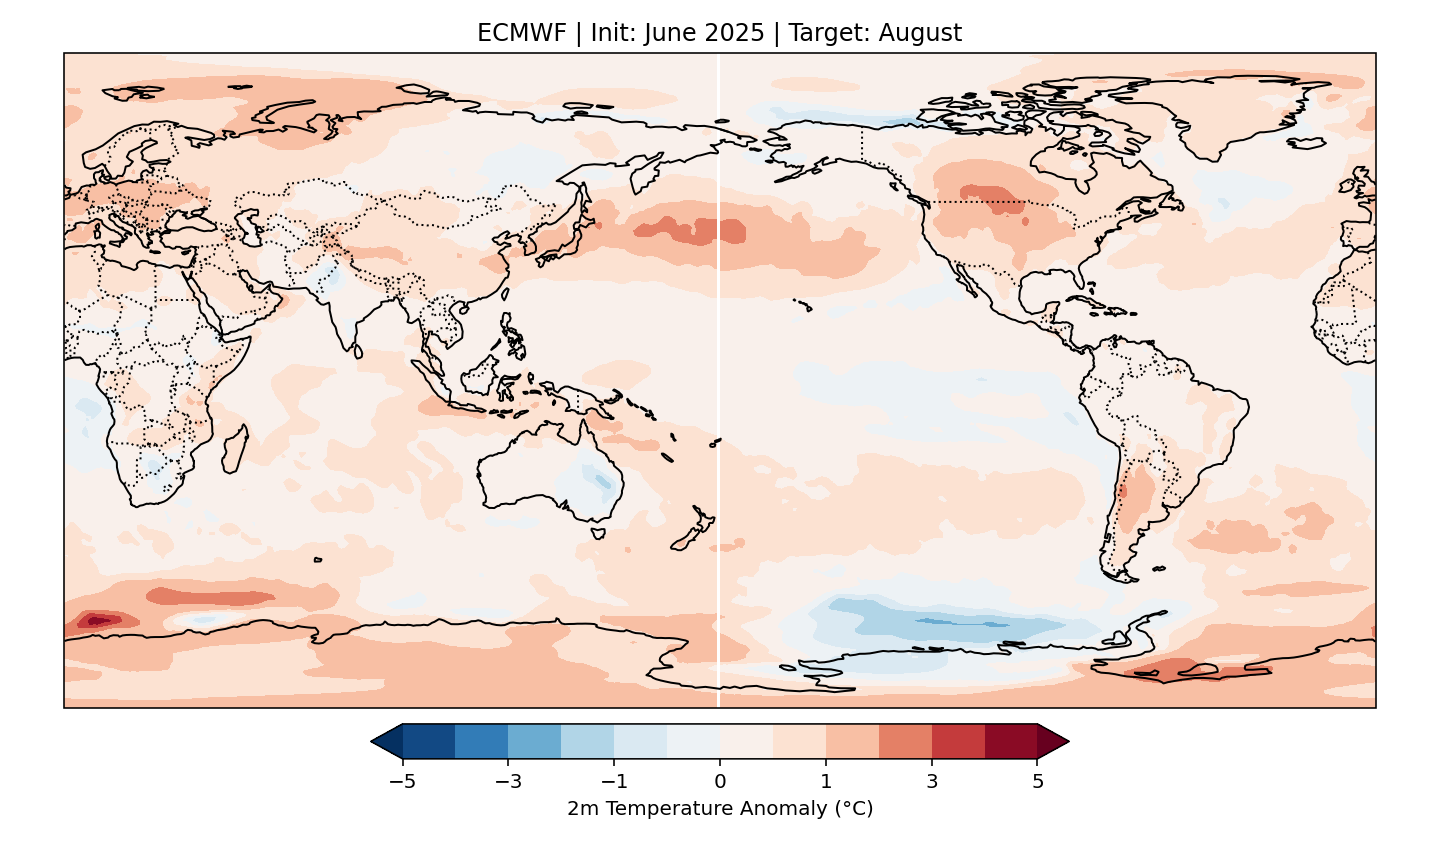 ECMWF | Init: June 2025 | Target: August
−5 −3 −1 0 1 3 5
2m Temperature Anomaly (°C)